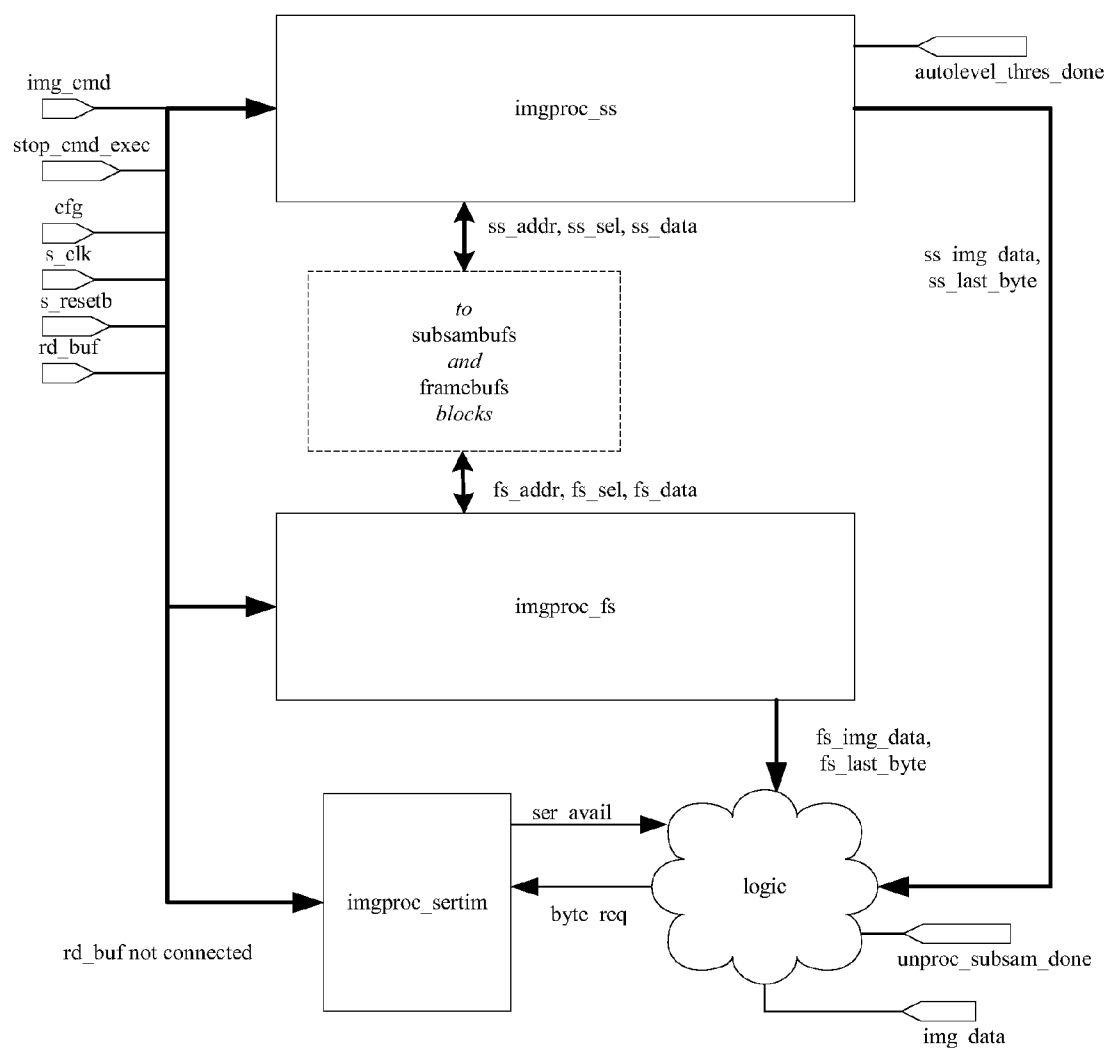 autolevel_thres_done
img_cmd
imgproc_ss
stop_cmd_exec
cfg
ss_addr, ss_sel, ss_data
s_clk
ss_img_data,
ss_last_byte
s_resetb
to
rd_buf
subsambufs
and
framebufs
blocks
fs_addr, fs_sel, fs_data
imgproc_fs
fs_img_data,
fs_last_byte
ser_avail
logic
imgproc_sertim
byte_req
rd_buf not connected
unproc_subsam_done
img_data